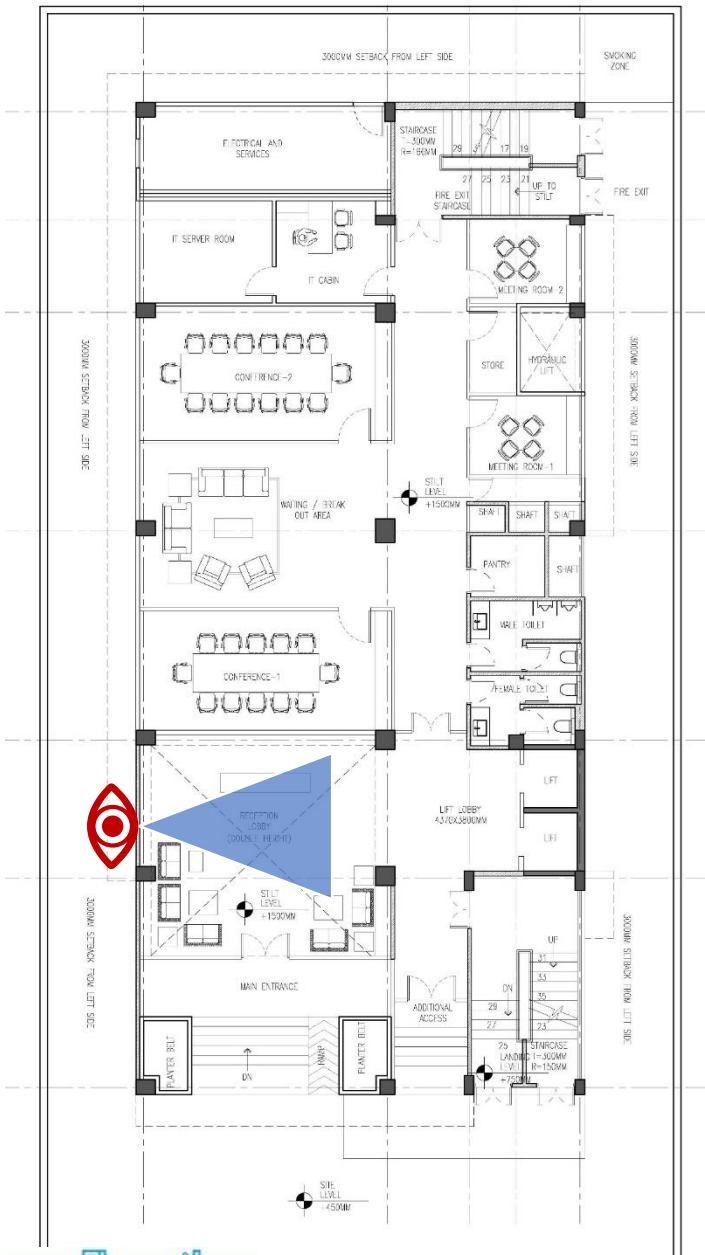 3000MM SETBACK FROM LEFT SIDE
SMOKING
ZONE
ELECTRICAL AND
SERVICES
STAIRCASE
T=300MM
R=166MM
29
17
19
27
25
23
21
UP TO
STILT
FIRE EXIT
STAIRCASE
FIRE EXIT
IT SERVER ROOM
IT CABIN
MEETING ROOM-2
3000MM SETBACK FROM LEFT SIDE
CONFERENCE-2
STORE
HYDRAULIC
LIFT
3000MM SETBACK FROM LEFT SIDE
MEETING ROOM-1
WAITING / BREAK
OUT AREA
STILT
LEVEL
+1500MM
SHAFT
SHAFT
SHAFT
PANTRY
SHAFT
MALE TOILET
CONFERENCE-1
FEMALE TOILET
RECEPTION
LOBBY
(DOUBLE HEIGHT)
LIFT LOBBY
4370X3800MM
LIFT
LIFT
STILT
LEVEL
+1500MM
3000MM SETBACK FROM LEFT SIDE
3000MM SETBACK FROM LEFT SIDE
UP
31
33
35
DN
29
27
23
25
MAIN ENTRANCE
ADDITIONAL
ACCESS
PLANTER BELT
DN
RAMP
PLANTER BELT
STAIRCASE
LANDING T=300MM
LEVEL R=150MM
+750MM
SITE
LEVEL
+450MM